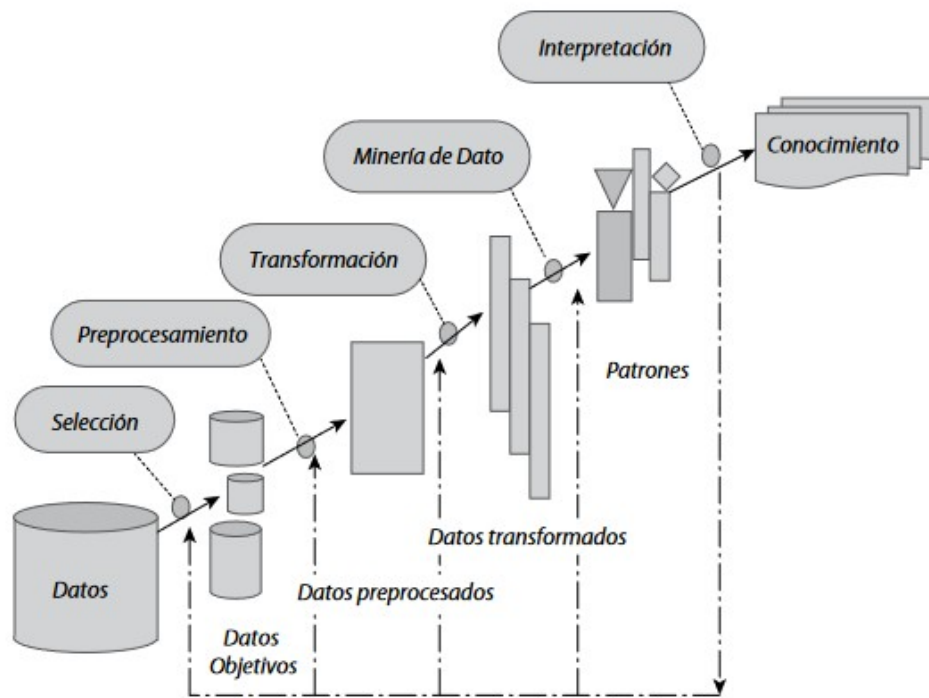 Interpretación
Conocimiento
Minería de Dato
Transformación
Preprocesamiento
Patrones
Selección
Datos transformados
Datos
Datos preprocesados
Datos
Objetivos